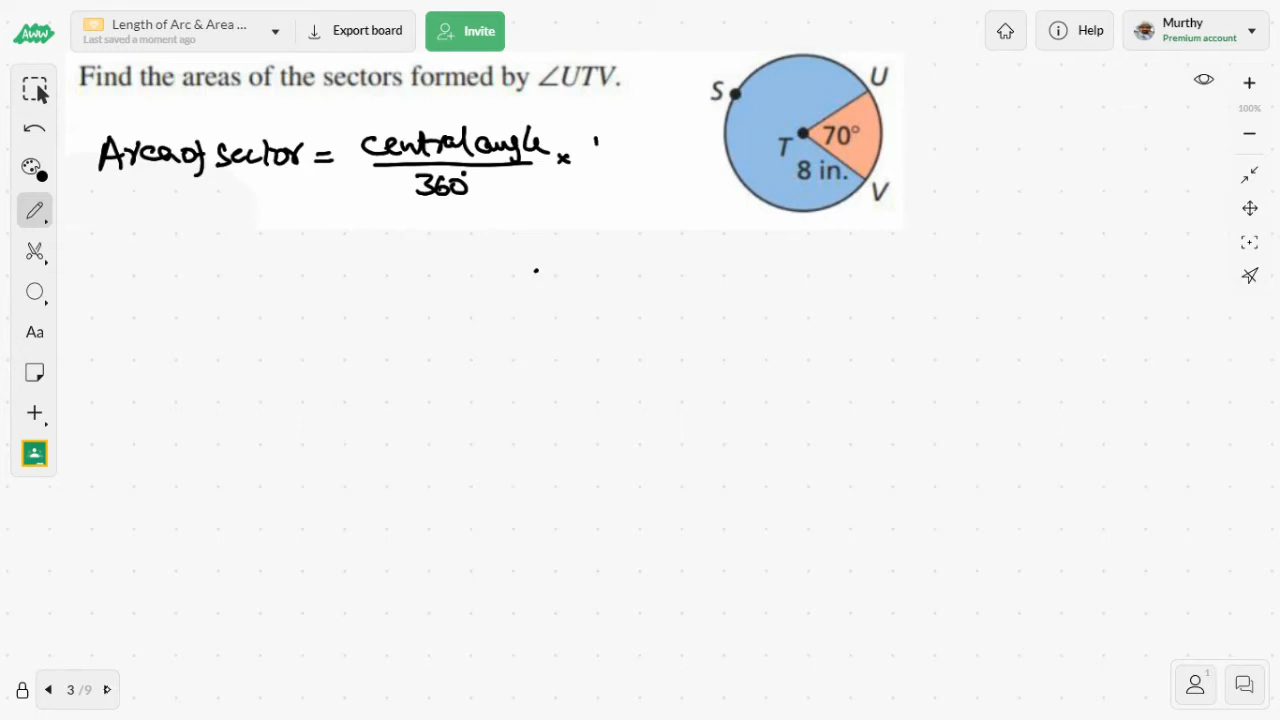 AWW
Length of Arc & Area ...
Last saved a moment ago
Export board
Invite
Help
Murthy
Premium account
Find the areas of the sectors formed by ∠UTV.
Area of sector = central angle / 360° ×
S
U
T
70°
8 in.
V
100%
Aa
3 / 9
1